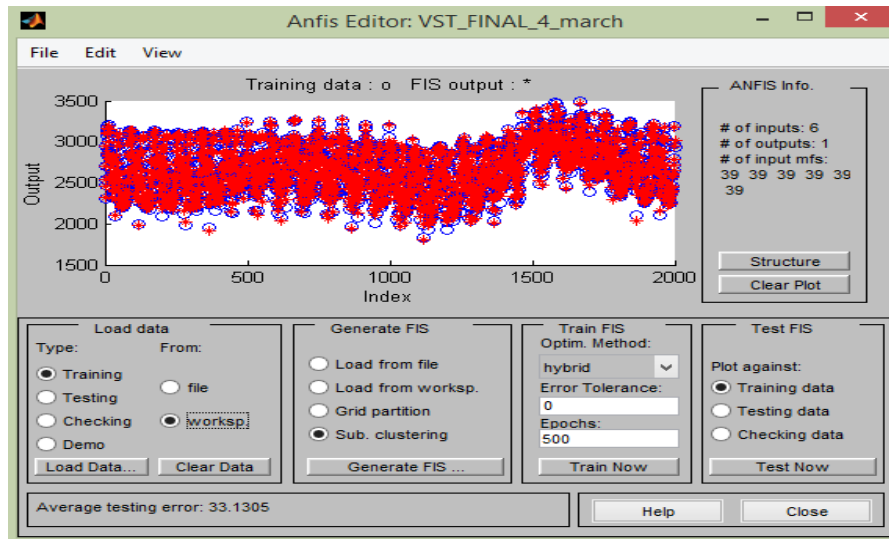 Anfis Editor: VST_FINAL_4_march
File Edit View
Training data : o FIS output : *
3500
3000
2500
2000
1500
Output
0 500 1000 1500 2000
Index
ANFIS Info.
# of inputs: 6
# of outputs: 1
# of input mfs:
39 39 39 39 39
39
Structure
Clear Plot
Load data
Type: From:
Training
Testing
Checking
Demo
file
worksp.
Load Data...
Clear Data
Generate FIS
Load from file
Load from worksp.
Grid partition
Sub. clustering
Generate FIS ...
Train FIS
Optim. Method:
hybrid
Error Tolerance:
0
Epochs:
500
Train Now
Test FIS
Plot against:
Training data
Testing data
Checking data
Test Now
Average testing error: 33.1305
Help
Close